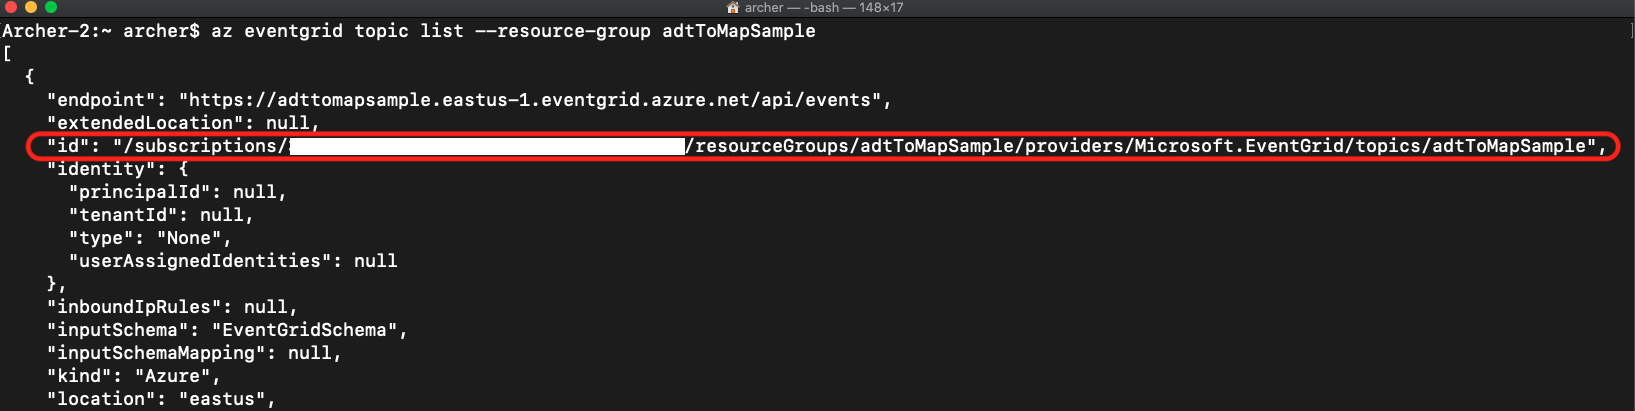 archer — -bash — 148×17
Archer-2:~ archer$ az eventgrid topic list --resource-group adtToMapSample
[
  {
    "endpoint": "https://adttomapsample.eastus-1.eventgrid.azure.net/api/events",
    "extendedLocation": null,
    "id": "/subscriptions/ /resourceGroups/adtToMapSample/providers/Microsoft.EventGrid/topics/adtToMapSample",
    "identity": {
      "principalId": null,
      "tenantId": null,
      "type": "None",
      "userAssignedIdentities": null
    },
    "inboundIpRules": null,
    "inputSchema": "EventGridSchema",
    "inputSchemaMapping": null,
    "kind": "Azure",
    "location": "eastus",